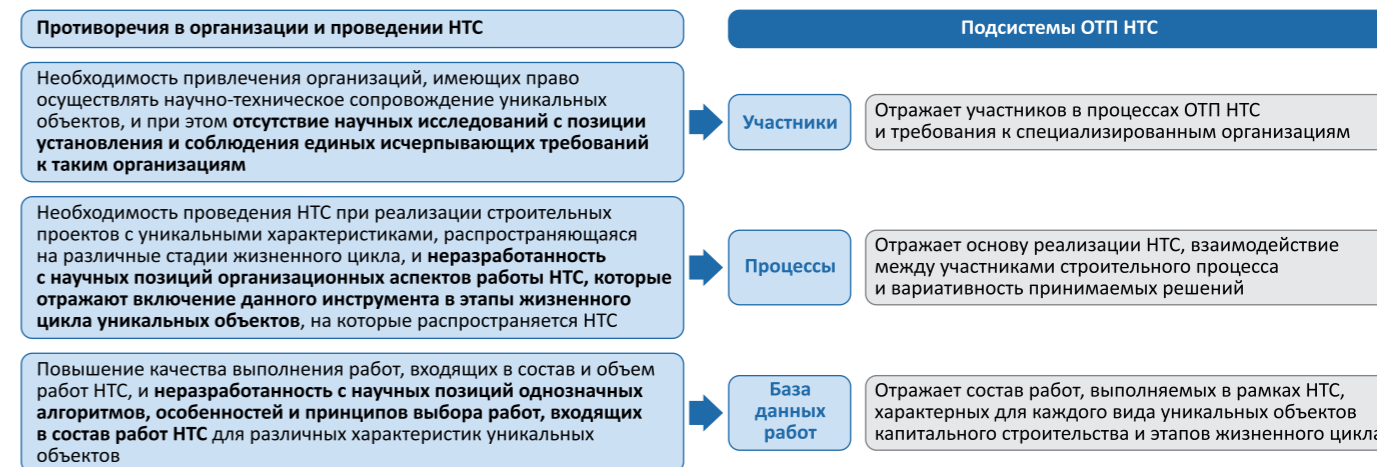 Противоречия в организации и проведении НТС
Подсистемы ОТП НТС
Необходимость привлечения организаций, имеющих право
осуществлять научно-техническое сопровождение уникальных
объектов, и при этом отсутствие научных исследований с позиции
установления и соблюдения единых исчерпывающих требований
к таким организациям
Участники
Отражает участников в процессах ОТП НТС
и требования к специализированным организациям
Необходимость проведения НТС при реализации строительных
проектов с уникальными характеристиками, распространяющаяся
на различные стадии жизненного цикла, и неразработанность
с научных позиций организационных аспектов работы НТС, которые
отражают включение данного инструмента в этапы жизненного
цикла уникальных объектов, на которые распространяется НТС
Процессы
Отражает основу реализации НТС, взаимодействие
между участниками строительного процесса
и вариативность принимаемых решений
Повышение качества выполнения работ, входящих в состав и объем
работ НТС, и неразработанность с научных позиций однозначных
алгоритмов, особенностей и принципов выбора работ, входящих
в состав работ НТС для различных характеристик уникальных
объектов
База
данных
работ
Отражает состав работ, выполняемых в рамках НТС,
характерных для каждого вида уникальных объектов
капитального строительства и этапов жизненного цикла